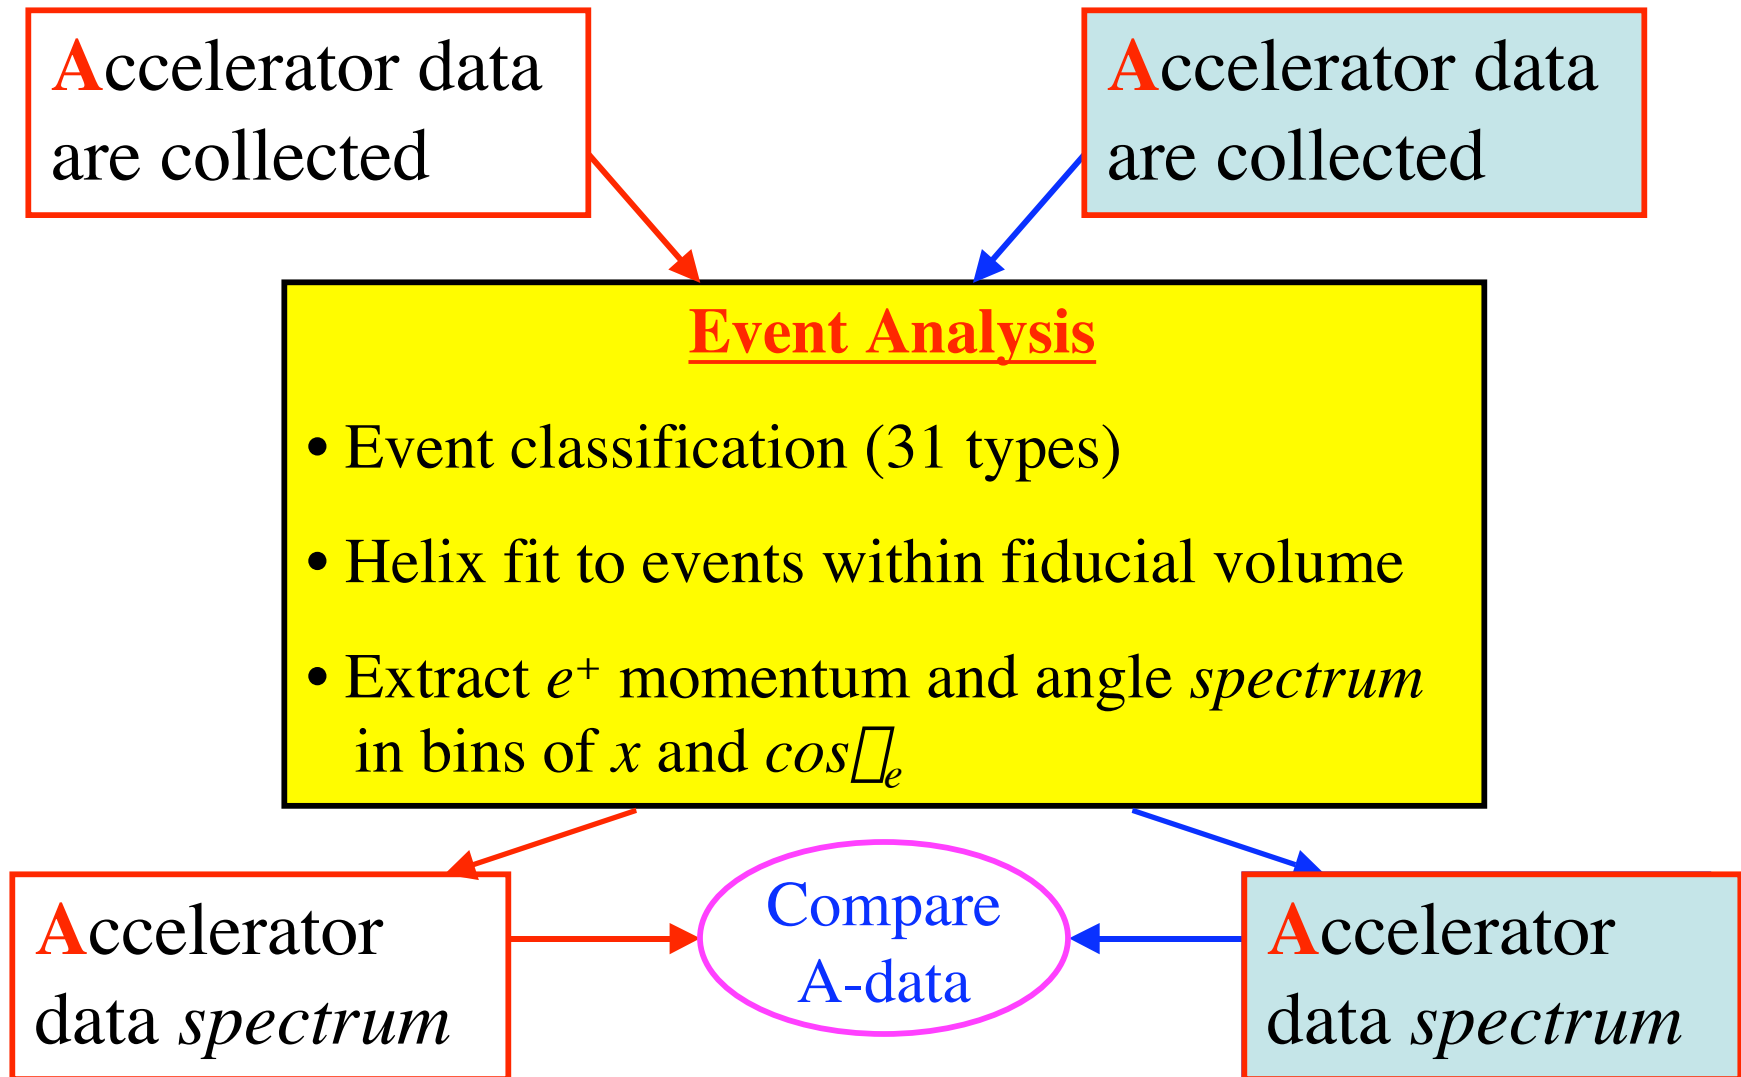 Accelerator data
are collected
Accelerator data
are collected
Event Analysis
• Event classification (31 types)
• Helix fit to events within fiducial volume
• Extract e⁺ momentum and angle spectrum
in bins of x and cos▯ₑ
Accelerator
data spectrum
Compare
A-data
Accelerator
data spectrum